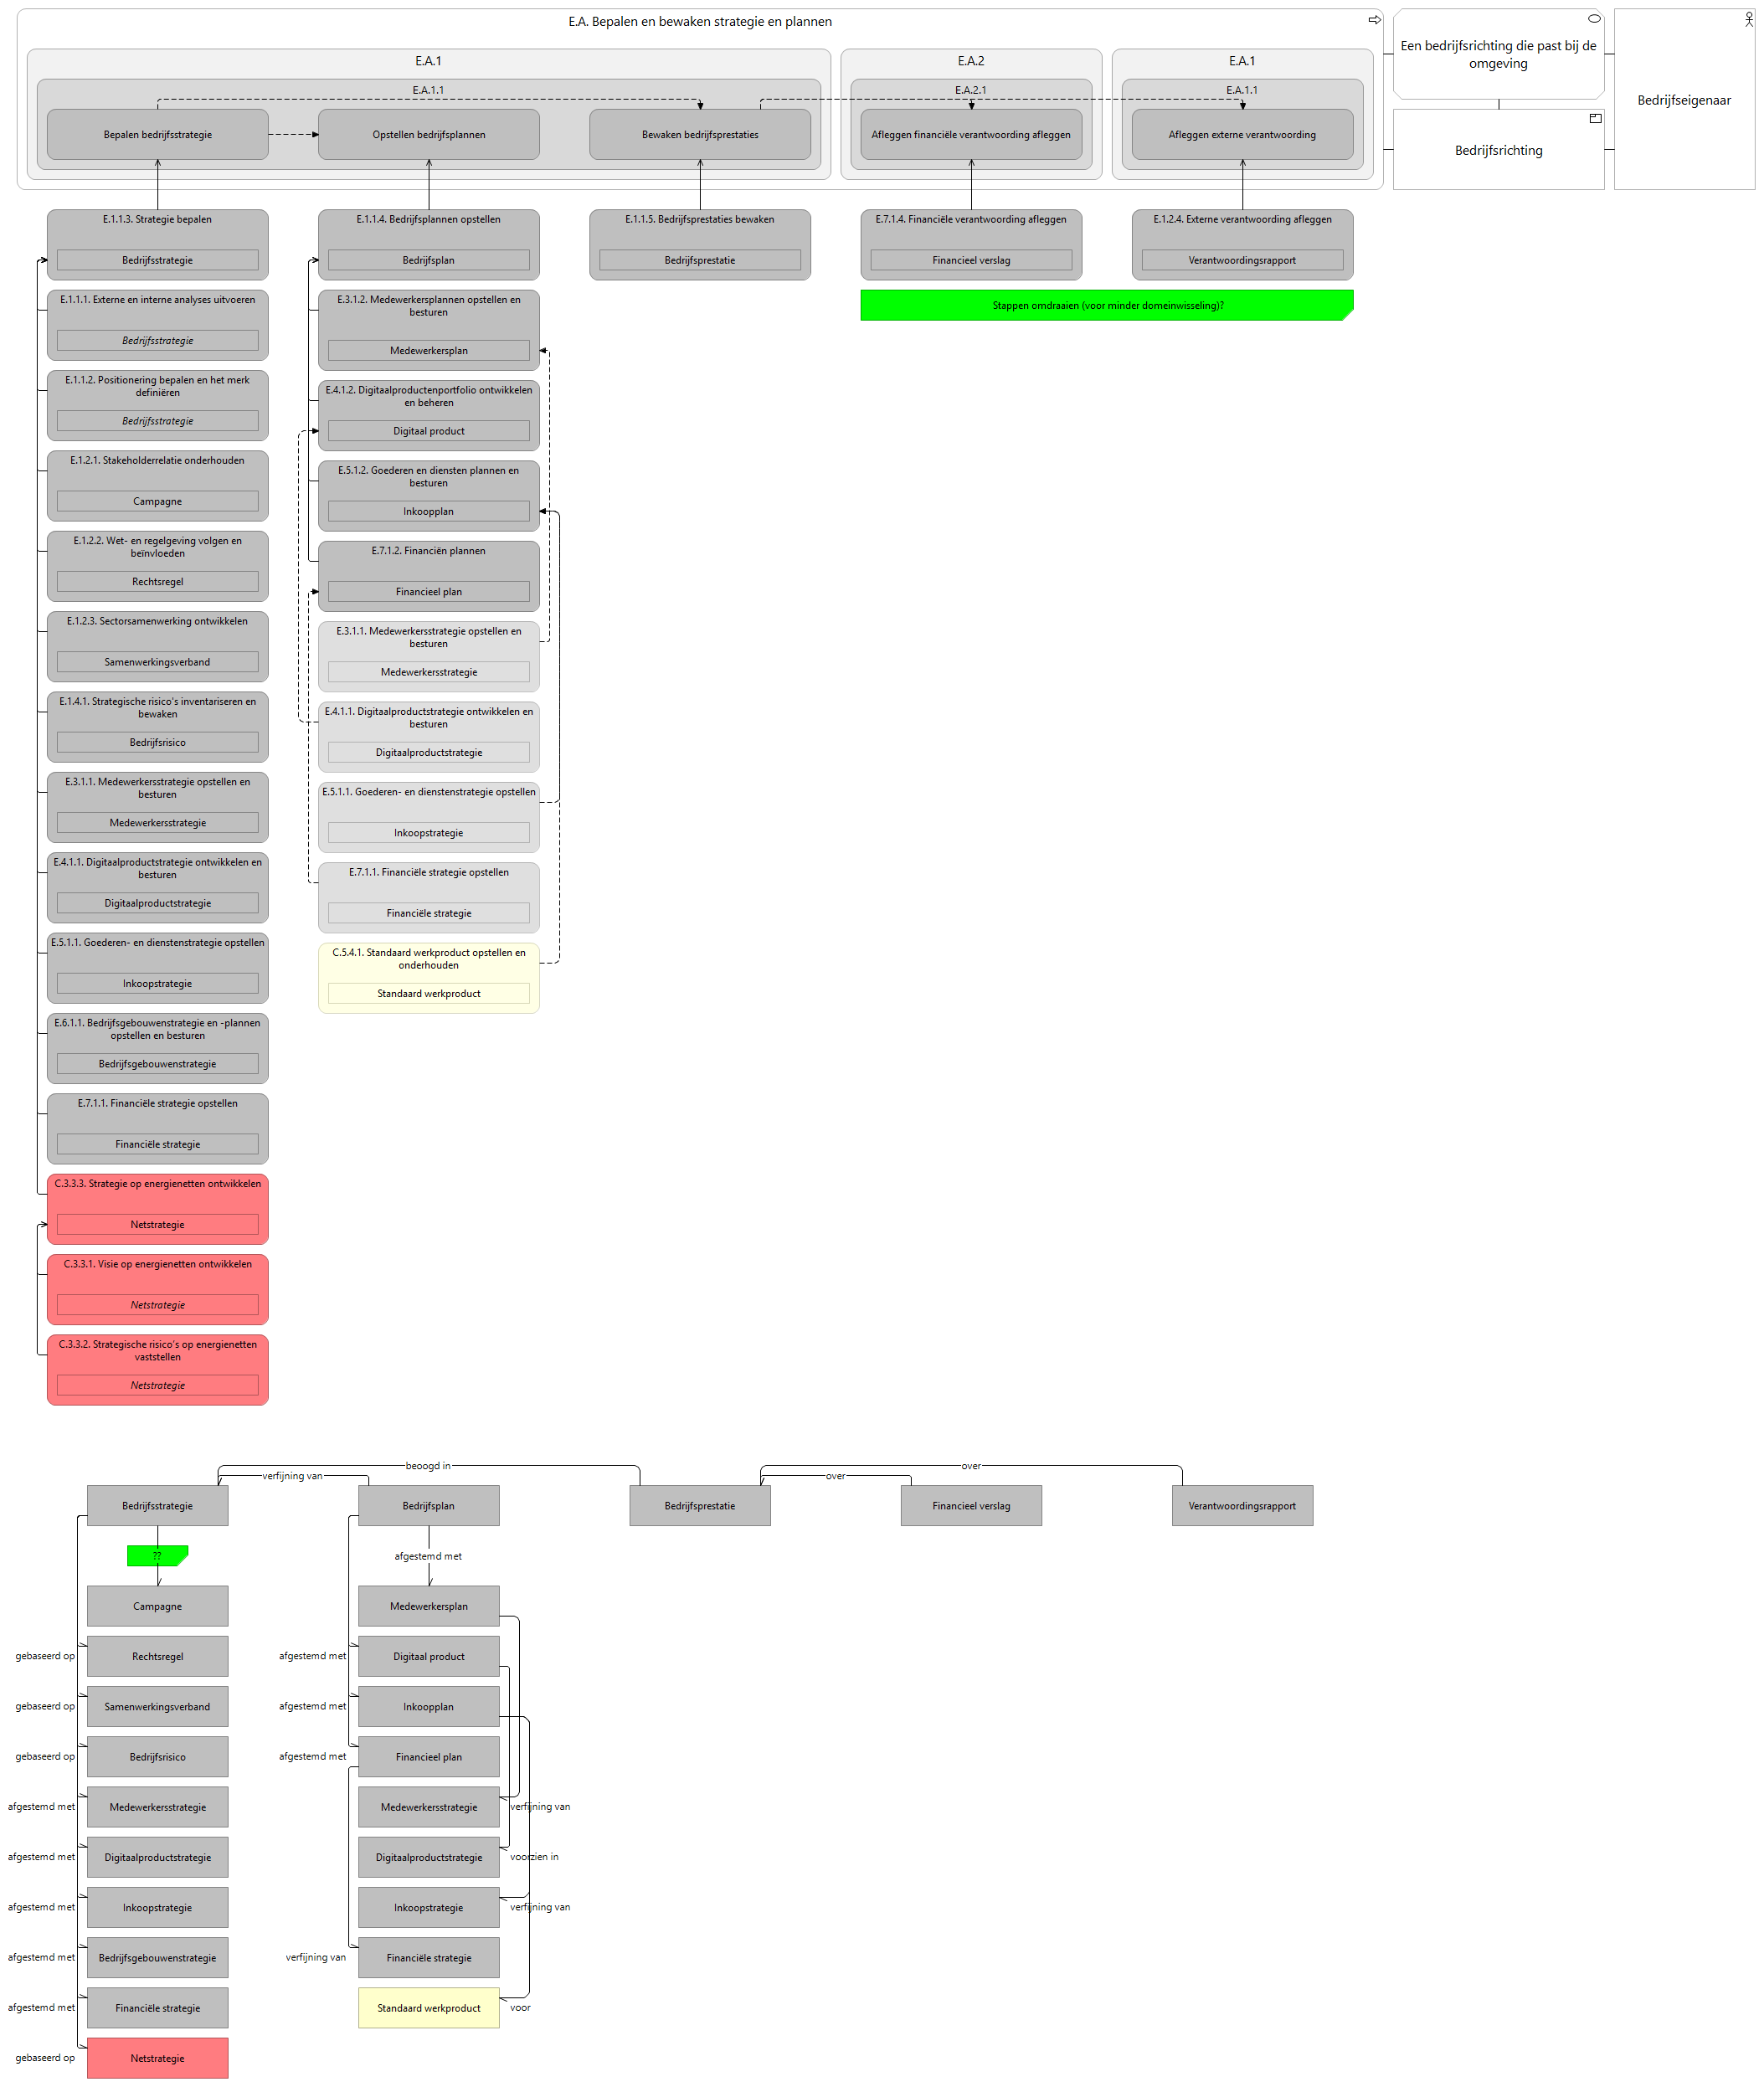 E.A. Bepalen en bewaken strategie en plannen
Een bedrijfsrichting die past bij de
omgeving
Bedrijfseigenaar
Bedrijfsrichting
E.A.1
E.A.2
E.A.1
E.A.1.1
E.A.2.1
E.A.1.1
Bepalen bedrijfsstrategie
Opstellen bedrijfsplannen
Bewaken bedrijfsprestaties
Afleggen financiële verantwoording afleggen
Afleggen externe verantwoording
E.1.1.3. Strategie bepalen
Bedrijfsstrategie
E.1.1.4. Bedrijfsplannen opstellen
Bedrijfsplan
E.1.1.5. Bedrijfsprestaties bewaken
Bedrijfsprestatie
E.7.1.4. Financiële verantwoording afleggen
Financieel verslag
E.1.2.4. Externe verantwoording afleggen
Verantwoordingsrapport
Stappen omdraaien (voor minder domeinwisseling)?
E.1.1.1. Externe en interne analyses uitvoeren
Bedrijfsstrategie
E.1.1.2. Positionering bepalen en het merk
definiëren
Bedrijfsstrategie
E.1.2.1. Stakeholderrelatie onderhouden
Campagne
E.1.2.2. Wet- en regelgeving volgen en
beïnvloeden
Rechtsregel
E.1.2.3. Sectorsamenwerking ontwikkelen
Samenwerkingsverband
E.1.4.1. Strategische risico's inventariseren en
bewaken
Bedrijfsrisico
E.3.1.1. Medewerkersstrategie opstellen en
besturen
Medewerkersstrategie
E.4.1.1. Digitaalproductstrategie ontwikkelen en
besturen
Digitaalproductstrategie
E.5.1.1. Goederen- en dienstenstrategie opstellen
Inkoopstrategie
E.6.1.1. Bedrijfsgebouwenstrategie en -plannen
opstellen en besturen
Bedrijfsgebouwenstrategie
E.7.1.1. Financiële strategie opstellen
Financiële strategie
C.3.3.3. Strategie op energienetten ontwikkelen
Netstrategie
C.3.3.1. Visie op energienetten ontwikkelen
Netstrategie
C.3.3.2. Strategische risico's op energienetten
vaststellen
Netstrategie
E.3.1.2. Medewerkersplannen opstellen en
besturen
Medewerkersplan
E.4.1.2. Digitaalproductenportfolio ontwikkelen
en beheren
Digitaal product
E.5.1.2. Goederen en diensten plannen en
besturen
Inkoopplan
E.7.1.2. Financiën plannen
Financieel plan
E.3.1.1. Medewerkersstrategie opstellen en
besturen
Medewerkersstrategie
E.4.1.1. Digitaalproductstrategie ontwikkelen en
besturen
Digitaalproductstrategie
E.5.1.1. Goederen- en dienstenstrategie opstellen
Inkoopstrategie
E.7.1.1. Financiële strategie opstellen
Financiële strategie
C.5.4.1. Standaard werkproduct opstellen en
onderhouden
Standaard werkproduct
beoogd in
verfijning van
over
over
Bedrijfsstrategie
Bedrijfsplan
Bedrijfsprestatie
Financieel verslag
Verantwoordingsrapport
??
Campagne
gebaseerd op
Rechtsregel
gebaseerd op
Samenwerkingsverband
gebaseerd op
Bedrijfsrisico
afgestemd met
Medewerkersstrategie
afgestemd met
Digitaalproductstrategie
afgestemd met
Inkoopstrategie
afgestemd met
Bedrijfsgebouwenstrategie
afgestemd met
Financiële strategie
gebaseerd op
Netstrategie
afgestemd met
Medewerkersplan
afgestemd met
Digitaal product
afgestemd met
Inkoopplan
afgestemd met
Financieel plan
Medewerkersstrategie
verfijning van
Digitaalproductstrategie
voorzien in
Inkoopstrategie
verfijning van
verfijning van
Financiële strategie
Standaard werkproduct
voor